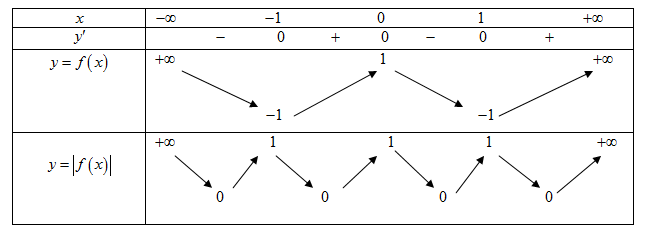 x −∞ −1 0 1 +∞
y' − 0 + 0 − 0 +
y = f(x) +∞ 1 +∞
−1 −1
+∞ 1 1 1 +∞
y = |f(x)|
0 0 0 0